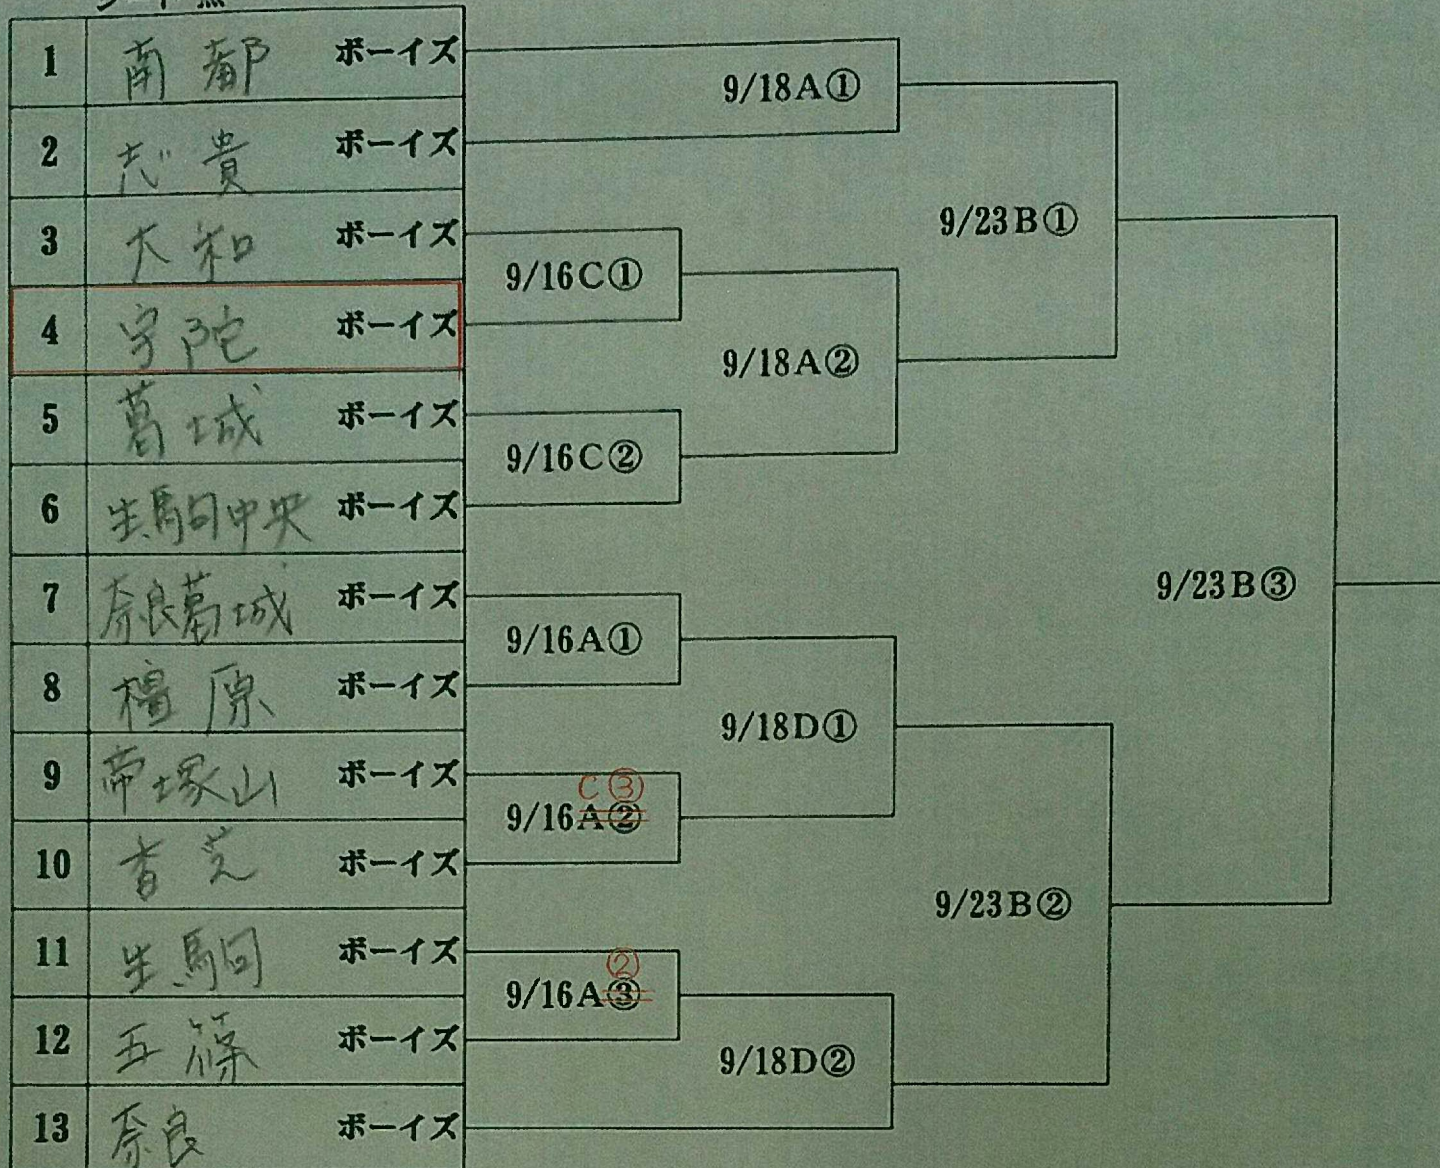 1 南都 ボーイズ
2 志貴 ボーイズ
3 大和 ボーイズ
4 宇陀 ボーイズ
5 葛城 ボーイズ
6 生駒中央 ボーイズ
7 奈良葛城 ボーイズ
8 橿原 ボーイズ
9 帝塚山 ボーイズ
10 香芝 ボーイズ
11 生駒 ボーイズ
12 五篠 ボーイズ
13 奈良 ボーイズ
9/16C①
9/16C②
9/16A①
C③
9/16A②
②
9/16A③
9/18A①
9/18A②
9/18D①
9/18D②
9/23B①
9/23B②
9/23B③